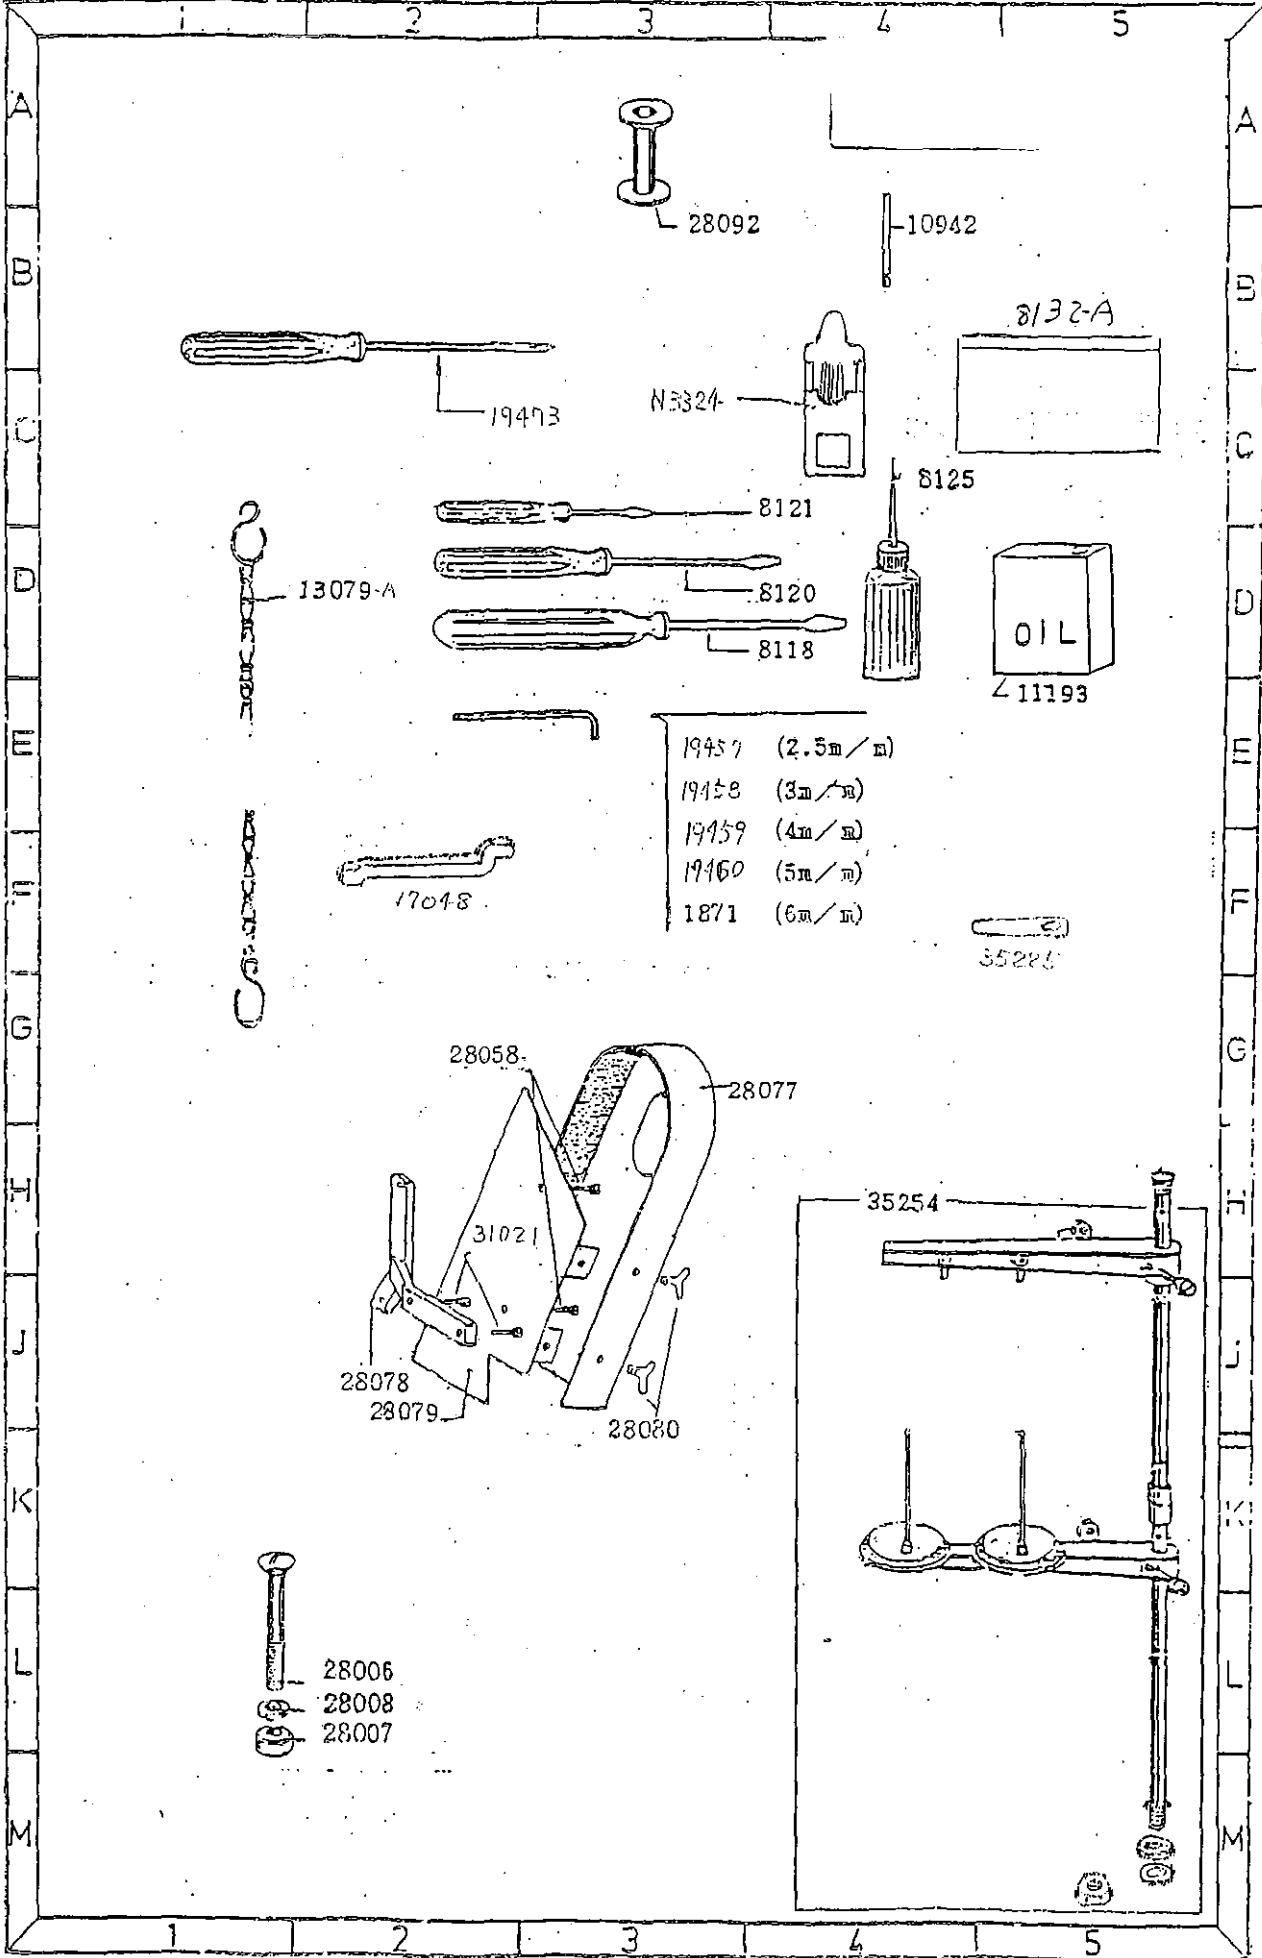 1 2 3 4 5
A A
28092
10942
B B
8132-A
19473
N3324
C C
8125
8121
D D
13079-A
8120
8118
OIL
11193
E E
19457 (2.5m/m)
19458 (3m/m)
19459 (4m/m)
19460 (5m/m)
1871 (6m/m)
F F
17048
G G
28058
28077
H H
35254
31021
J J
28078
28079
28080
K K
L L
28006
28008
28007
M M
1 2 3 4 5